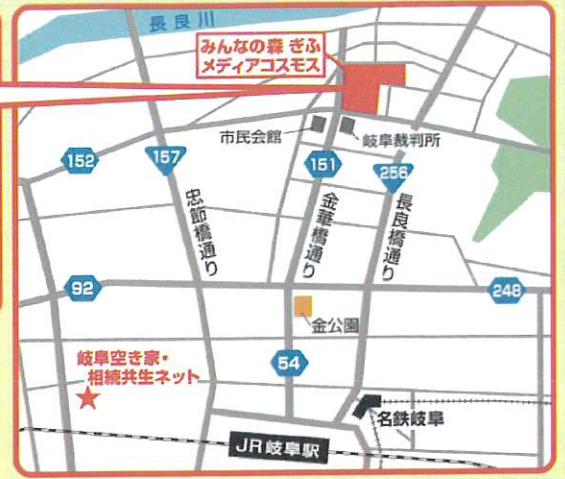 長良川
みんなの森 ぎふ
メディアコスモス
市民会館
岐阜裁判所
152
157
151
256
忠節橋通り
金華橋通り
長良橋通り
92
248
金公園
54
岐阜空き家・
相続共生ネット
名鉄岐阜
JR岐阜駅